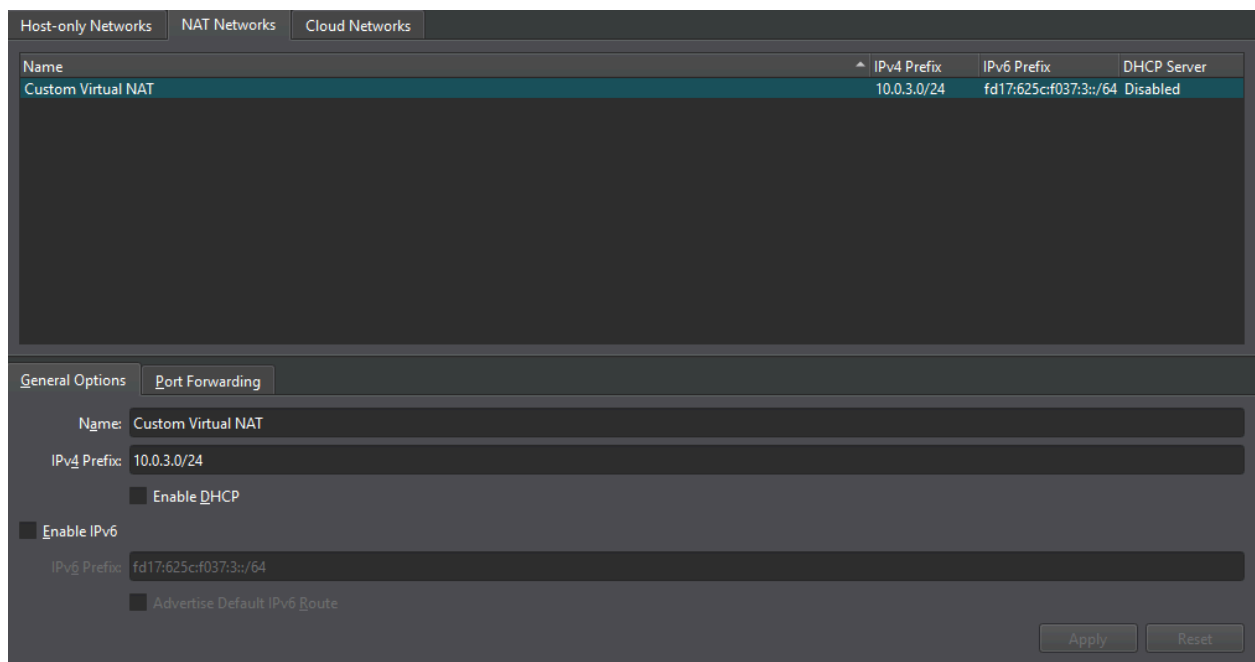 Host-only Networks NAT Networks Cloud Networks
Name IPv4 Prefix IPv6 Prefix DHCP Server
Custom Virtual NAT 10.0.3.0/24 fd17:625c:f037:3::/64 Disabled
General Options Port Forwarding
Name: Custom Virtual NAT
IPv4 Prefix: 10.0.3.0/24
Enable DHCP
Enable IPv6
IPv6 Prefix: fd17:625c:f037:3::/64
Advertise Default IPv6 Route
Apply Reset